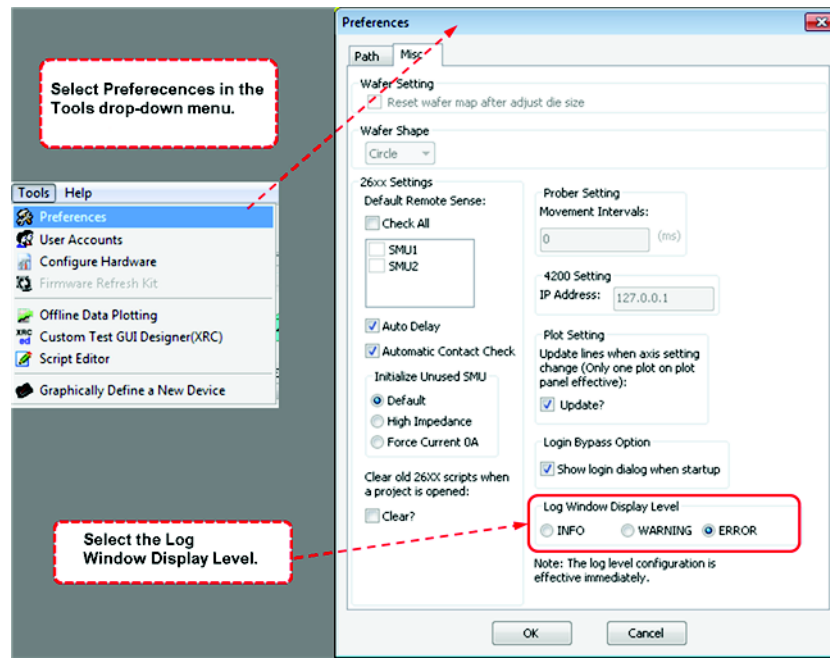 Select Preferecences in the
Tools drop-down menu.
Tools Help
Preferences
User Accounts
Configure Hardware
Firmware Refresh Kit
Offline Data Plotting
XRC
ed
Custom Test GUI Designer(XRC)
Script Editor
Graphically Define a New Device
Select the Log
Window Display Level.
Preferences
Path Misc
Wafer Setting
Reset wafer map after adjust die size
Wafer Shape
Circle
26xx Settings
Default Remote Sense:
Check All
SMU1
SMU2
Auto Delay
Automatic Contact Check
Initialize Unused SMU
Default
High Impedance
Force Current 0A
Clear old 26XX scripts when
a project is opened:
Clear?
Prober Setting
Movement Intervals:
0 (ms)
4200 Setting
IP Address: 127.0.0.1
Plot Setting
Update lines when axis setting
change (Only one plot on plot
panel effective):
Update?
Login Bypass Option
Show login dialog when startup
Log Window Display Level
INFO WARNING ERROR
Note: The log level configuration is
effective immediately.
OK Cancel